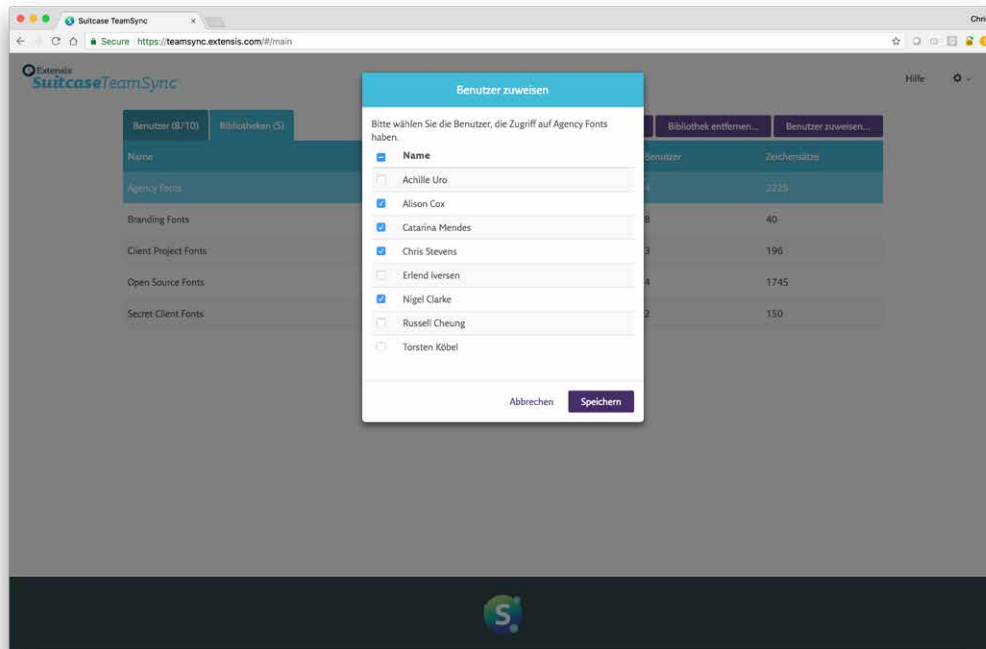 Suitcase TeamSync
Chri
Secure https://teamsync.extensis.com/#/main
Extensis
SuitcaseTeamSync
Hilfe
Benutzer zuweisen
Benutzer (8/10)
Bibliotheken (5)
Bibliothek entfernen...
Benutzer zuweisen...
Bitte wählen Sie die Benutzer, die Zugriff auf Agency Fonts
haben.
Name
Benutzer
Zeichensätze
Name
Achille Uro
Agency Fonts
4
2225
Alison Cox
Branding Fonts
8
40
Catarina Mendes
Client Project Fonts
3
196
Chris Stevens
Open Source Fonts
4
1745
Erlend Iversen
Nigel Clarke
Secret Client Fonts
2
150
Russell Cheung
Torsten Köbel
Abbrechen
Speichern
S